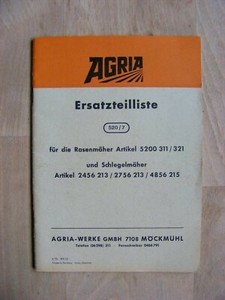 AGRIA
Ersatzteilliste
520/7
für die Rasenmäher Artikel 5200 311/321
und Schlegelmäher
Artikel 2456 213/2756 213/4856 215
AGRIA-WERKE GMBH 7108 MÖCKMÜHL